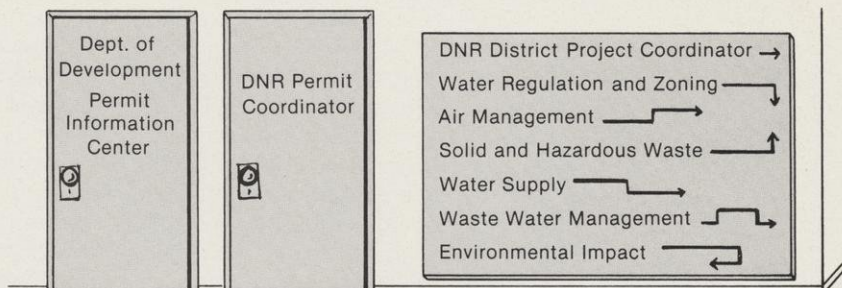 Dept. of
Development
Permit
Information
Center
DNR Permit
Coordinator
DNR District Project Coordinator
Water Regulation and Zoning
Air Management
Solid and Hazardous Waste
Water Supply
Waste Water Management
Environmental Impact